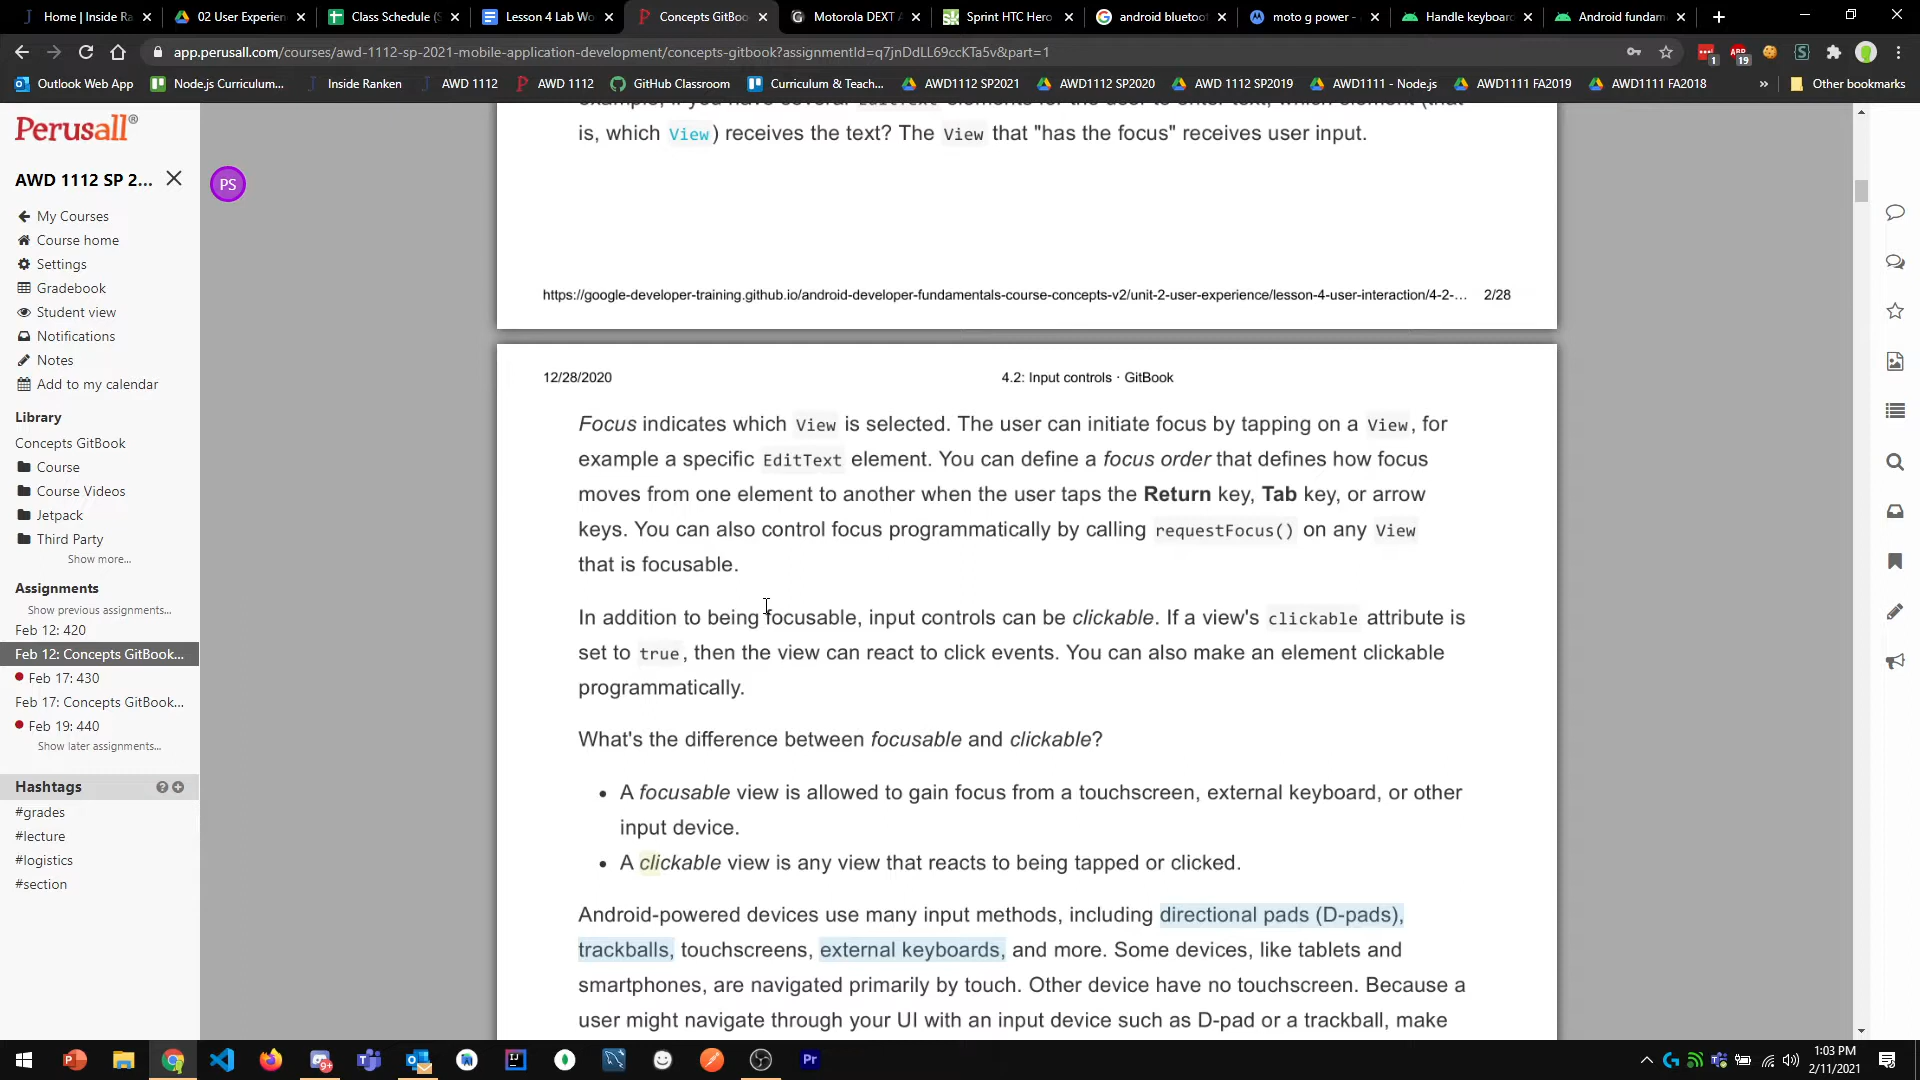 Home | Inside Ra
02 User Experien
Class Schedule (S
Lesson 4 Lab Wo
Concepts GitBoo
Motorola DEXT A
Sprint HTC Hero
android bluetoo
moto g power -
Handle keyboar
Android fundam
app.perusall.com/courses/awd-1112-sp-2021-mobile-application-development/concepts-gitbook?assignmentId=q7jnDdLL69ccKTa5v&part=1
Outlook Web App
Node.js Curriculum...
Inside Ranken
AWD 1112
AWD 1112
GitHub Classroom
Curriculum & Teach...
AWD1112 SP2021
AWD1112 SP2020
AWD 1112 SP2019
AWD1111 - Node.js
AWD1111 FA2019
AWD1111 FA2018
»
Other bookmarks
Perusall®
AWD 1112 SP 2...
PS
My Courses
Course home
Settings
Gradebook
Student view
Notifications
Notes
Add to my calendar
Library
Concepts GitBook
Course
Course Videos
Jetpack
Third Party
Show more...
Assignments
Show previous assignments...
Feb 12: 420
Feb 12: Concepts GitBook...
Feb 17: 430
Feb 17: Concepts GitBook...
Feb 19: 440
Show later assignments...
Hashtags
#grades
#lecture
#logistics
#section
example, if you have several EditText elements for the user to enter text, which element (that
is, which View) receives the text? The View that "has the focus" receives user input.
https://google-developer-training.github.io/android-developer-fundamentals-course-concepts-v2/unit-2-user-experience/lesson-4-user-interaction/4-2-... 2/28
12/28/2020 4.2: Input controls · GitBook
Focus indicates which View is selected. The user can initiate focus by tapping on a View, for
example a specific EditText element. You can define a focus order that defines how focus
moves from one element to another when the user taps the Return key, Tab key, or arrow
keys. You can also control focus programmatically by calling requestFocus() on any View
that is focusable.
In addition to being focusable, input controls can be clickable. If a view's clickable attribute is
set to true, then the view can react to click events. You can also make an element clickable
programmatically.
What's the difference between focusable and clickable?
• A focusable view is allowed to gain focus from a touchscreen, external keyboard, or other
input device.
• A clickable view is any view that reacts to being tapped or clicked.
Android-powered devices use many input methods, including directional pads (D-pads),
trackballs, touchscreens, external keyboards, and more. Some devices, like tablets and
smartphones, are navigated primarily by touch. Other device have no touchscreen. Because a
user might navigate through your UI with an input device such as D-pad or a trackball, make
1:03 PM
2/11/2021